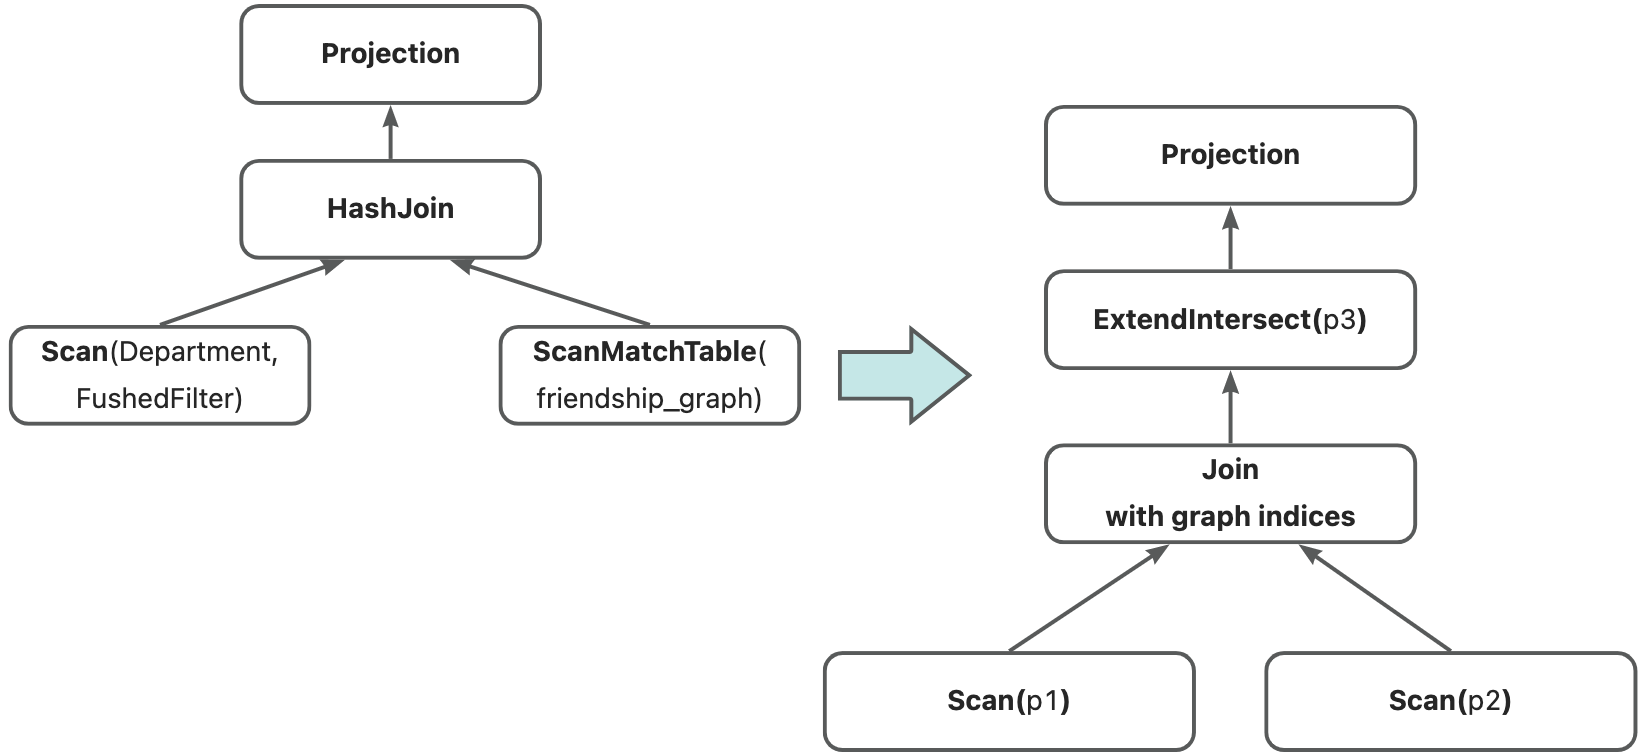 Projection
HashJoin
Scan(Department,
FushedFilter)
ScanMatchTable(
friendship_graph)
Projection
ExtendIntersect(p3)
Join
with graph indices
Scan(p1)
Scan(p2)